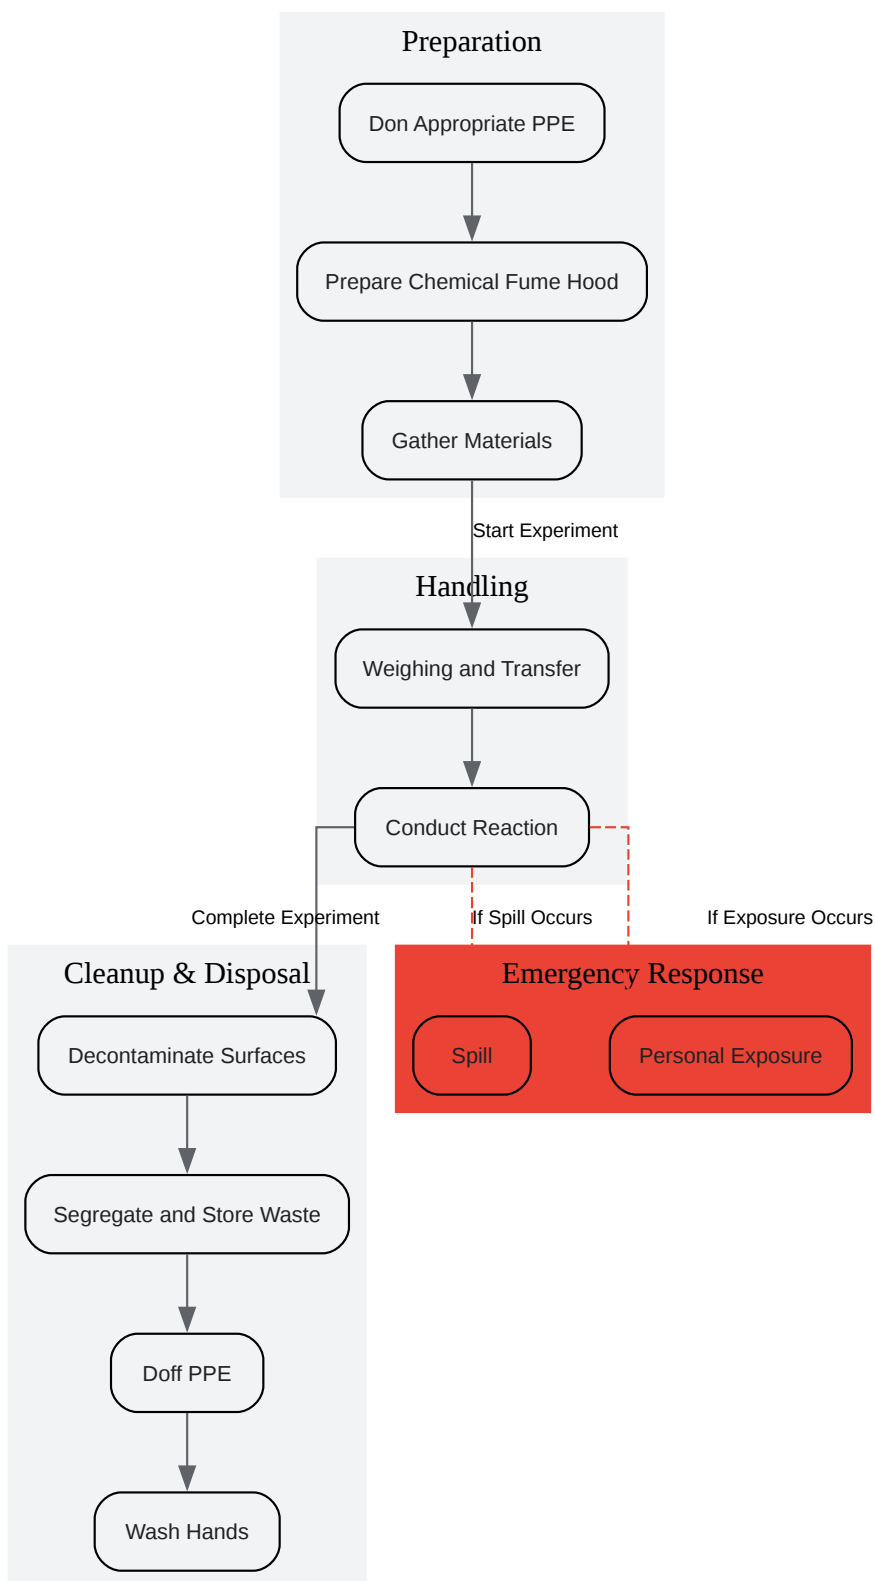 Preparation
Don Appropriate PPE
Prepare Chemical Fume Hood
Gather Materials
Start Experiment
Handling
Weighing and Transfer
Conduct Reaction
Complete Experiment
If Spill Occurs
If Exposure Occurs
Cleanup & Disposal
Emergency Response
Decontaminate Surfaces
Spill
Personal Exposure
Segregate and Store Waste
Doff PPE
Wash Hands